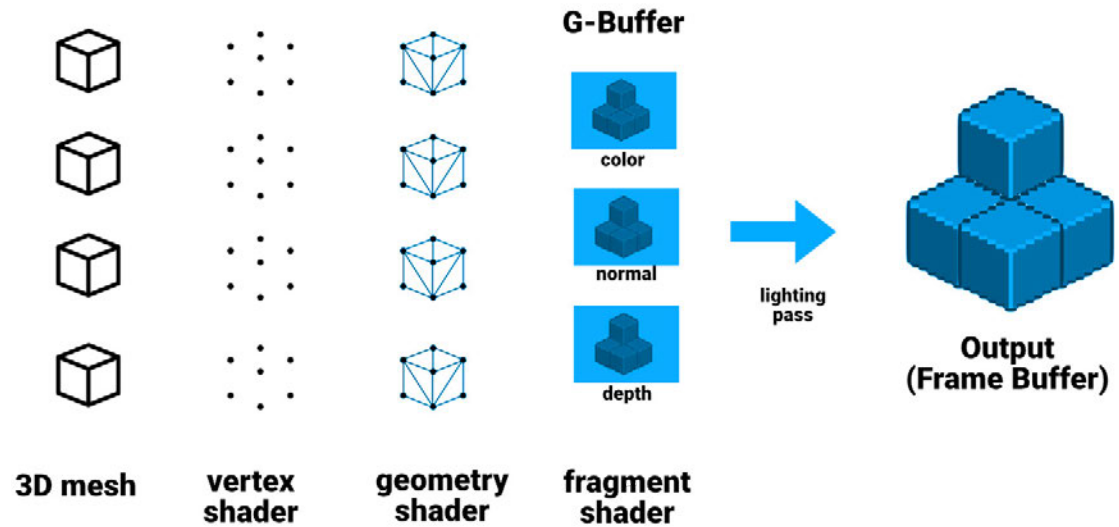 G-Buffer
color
normal
depth
lighting
pass
Output
(Frame Buffer)
3D mesh
vertex
shader
geometry
shader
fragment
shader